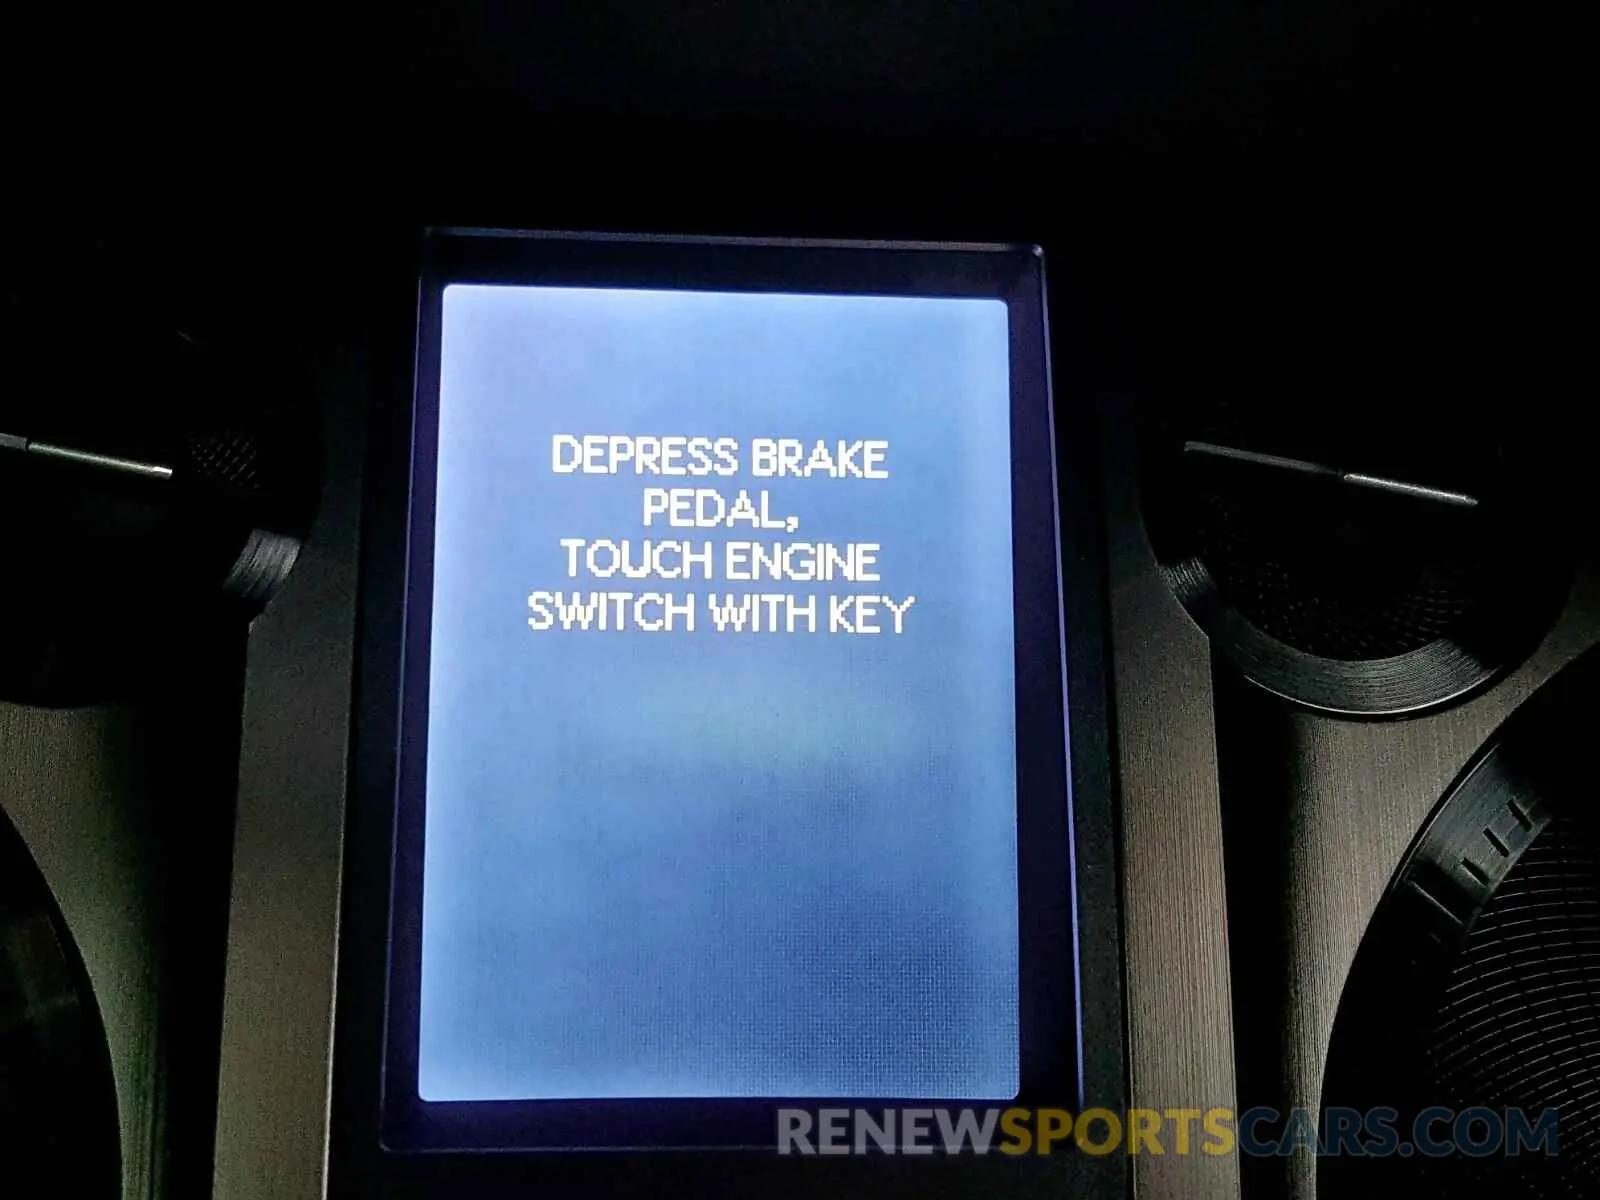 DEPRESS BRAKE
PEDAL,
TOUCH ENGINE
SWITCH WITH KEY
RENEWSPORTSCARS.COM